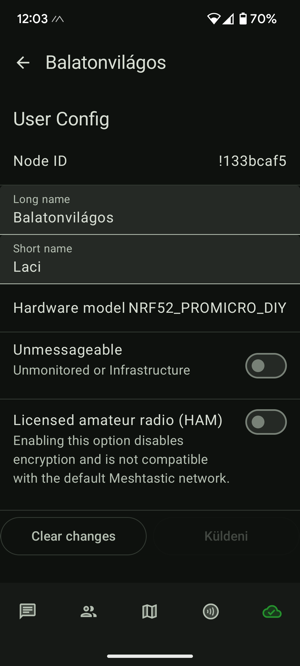 12:03 70%
Balatonvilágos
User Config
Node ID !133bcaf5
Long name
Balatonvilágos
Short name
Laci
Hardware model NRF52_PROMICRO_DIY
Unmessageable
Unmonitored or Infrastructure
Licensed amateur radio (HAM)
Enabling this option disables
encryption and is not compatible
with the default Meshtastic network.
Clear changes Küldeni